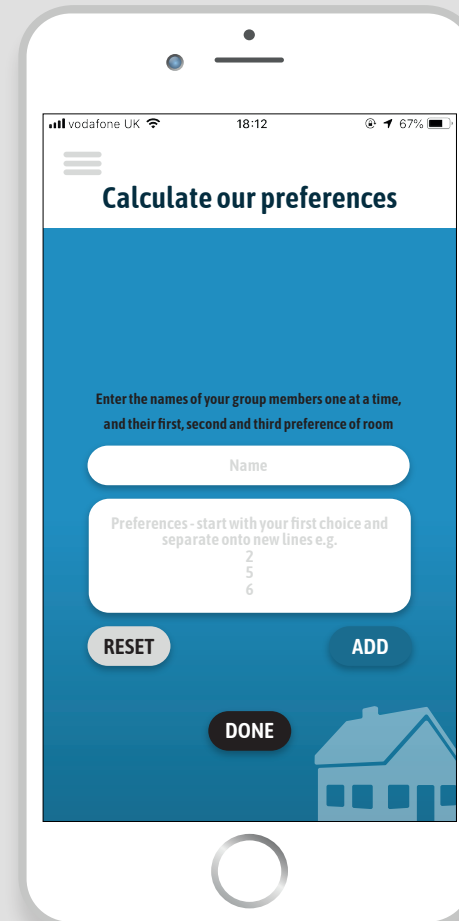 vodafone UK 18:12 67%
Calculate our preferences
Enter the names of your group members one at a time,
and their first, second and third preference of room
Name
Preferences - start with your first choice and
separate onto new lines e.g.
2
5
6
RESET ADD
DONE